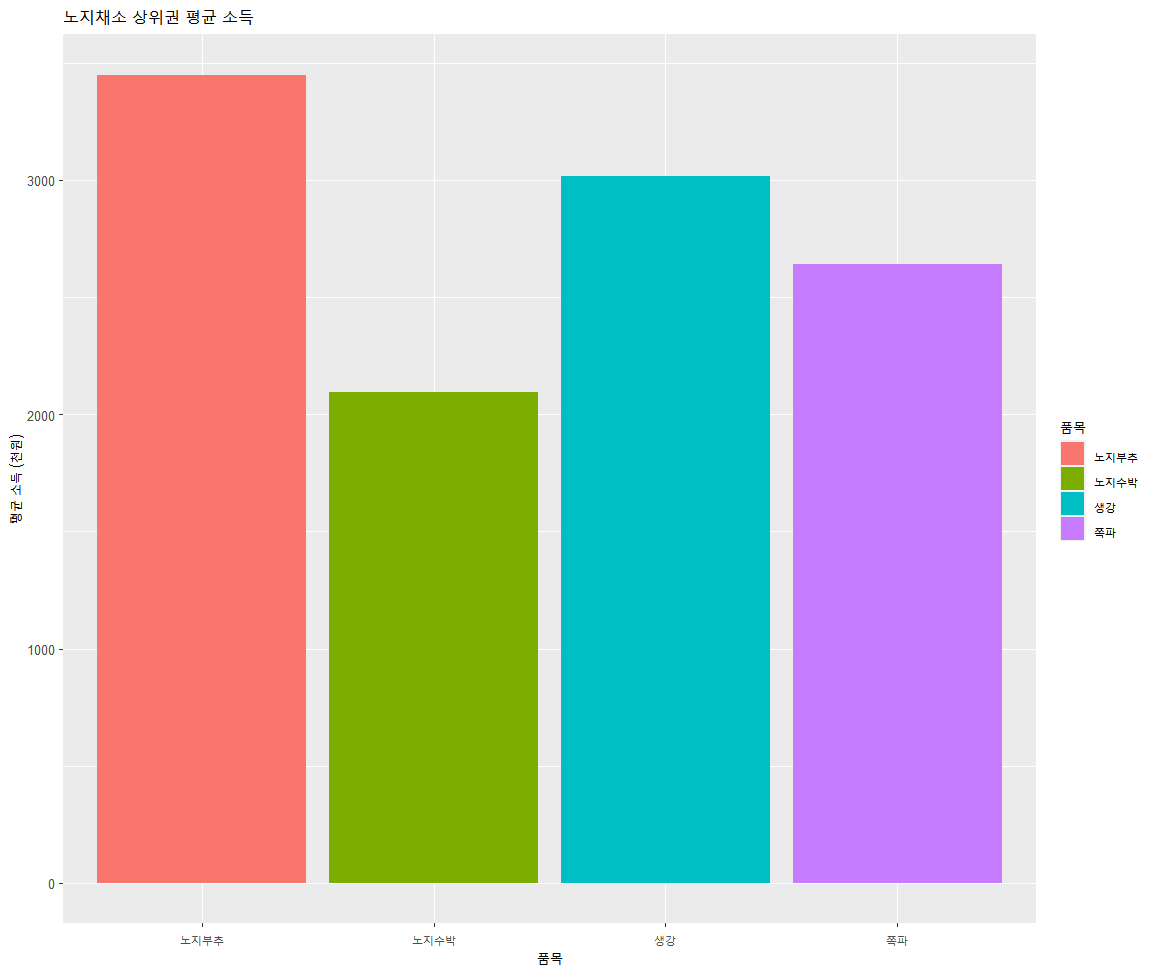 노지채소 상위권 평균 소득
평균 소득 (천원)
3000
2000
1000
0
노지부추
노지수박
생강
쪽파
품목
품목
노지부추
노지수박
생강
쪽파